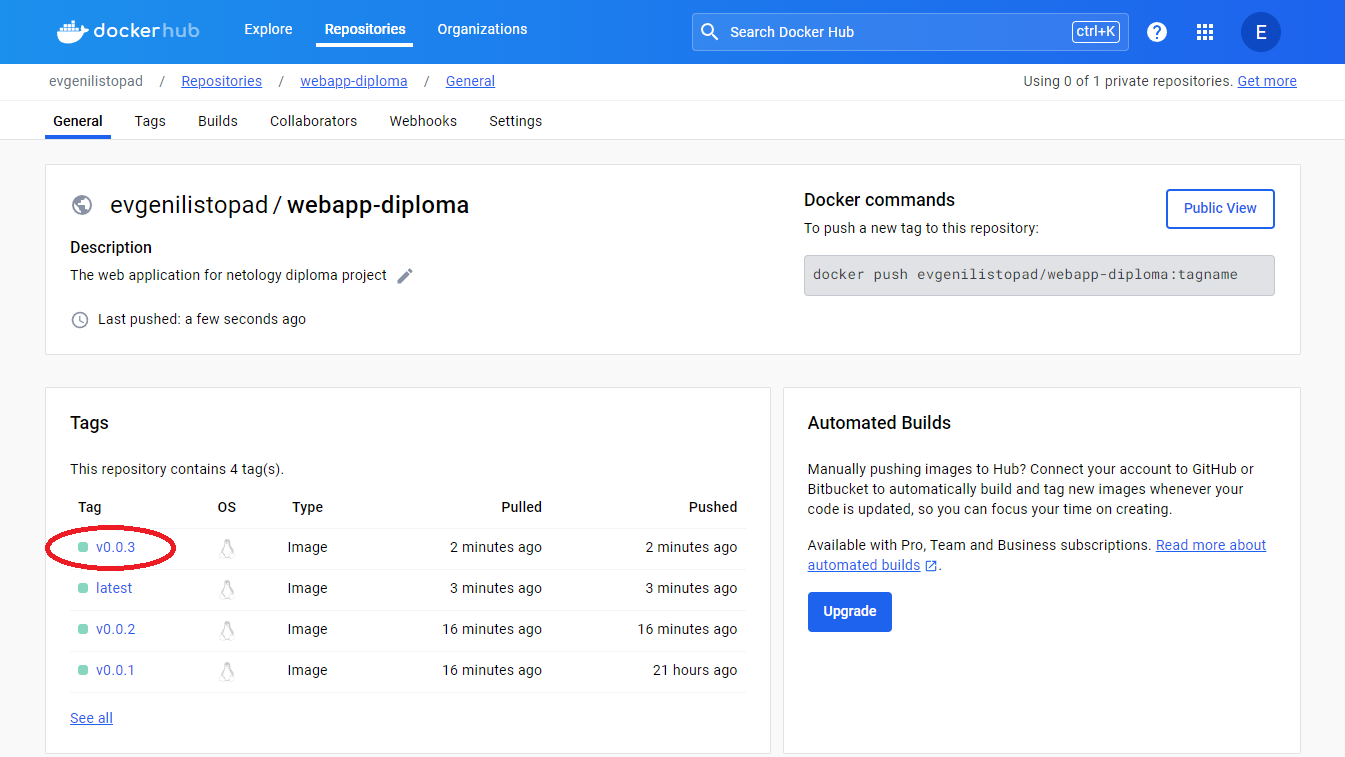 dockerhub Explore Repositories Organizations Search Docker Hub ctrl+K ? E
evgenilistopad / Repositories / webapp-diploma / General Using 0 of 1 private repositories. Get more
General Tags Builds Collaborators Webhooks Settings
evgenilistopad / webapp-diploma
Description
The web application for netology diploma project
Last pushed: a few seconds ago
Docker commands
Public View
To push a new tag to this repository:
docker push evgenilistopad/webapp-diploma:tagname
Tags
This repository contains 4 tag(s).
Tag OS Type Pulled Pushed
v0.0.3 Image 2 minutes ago 2 minutes ago
latest Image 3 minutes ago 3 minutes ago
v0.0.2 Image 16 minutes ago 16 minutes ago
v0.0.1 Image 16 minutes ago 21 hours ago
See all
Automated Builds
Manually pushing images to Hub? Connect your account to GitHub or
Bitbucket to automatically build and tag new images whenever your
code is updated, so you can focus your time on creating.
Available with Pro, Team and Business subscriptions. Read more about
automated builds .
Upgrade